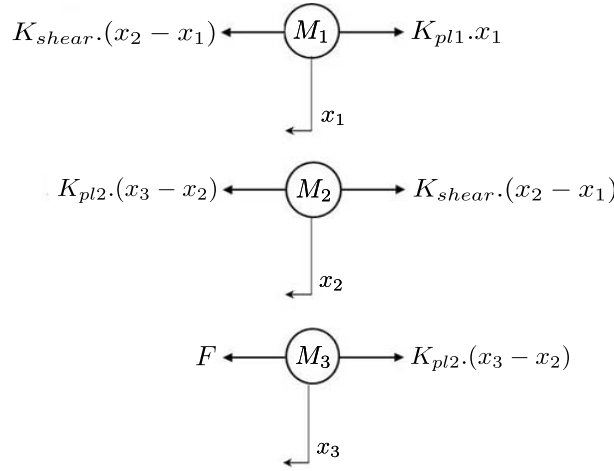 K_{shear}.(x_2 − x_1) M_1 K_{pl1}.x_1
x_1
K_{pl2}.(x_3 − x_2) M_2 K_{shear}.(x_2 − x_1)
x_2
F M_3 K_{pl2}.(x_3 − x_2)
x_3